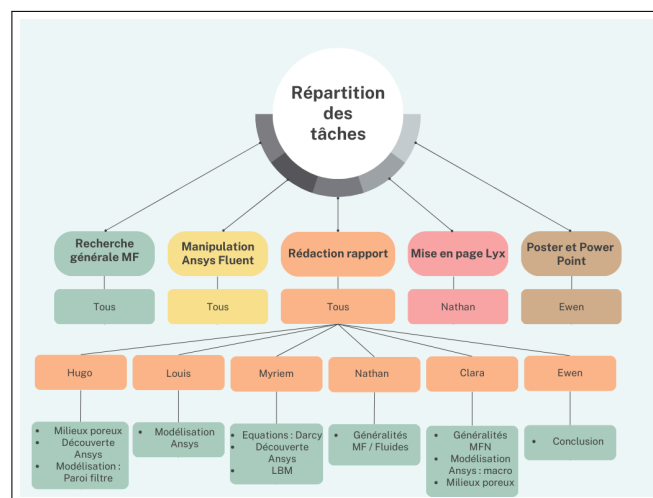 Répartition
des
tâches
Recherche
générale MF
Manipulation
Ansys Fluent
Rédaction rapport
Mise en page Lyx
Poster et Power
Point
Tous
Tous
Tous
Nathan
Ewen
Hugo
Louis
Myriem
Nathan
Clara
Ewen
• Milieux poreux
• Découverte
Ansys
• Modélisation :
Paroi filtre
• Modélisation
Ansys
• Equations : Darcy
• Découverte
Ansys
• LBM
• Généralités
MF / Fluides
• Généralités
MFN
• Modélisation
Ansys : macro
• Milieux poreux
• Conclusion